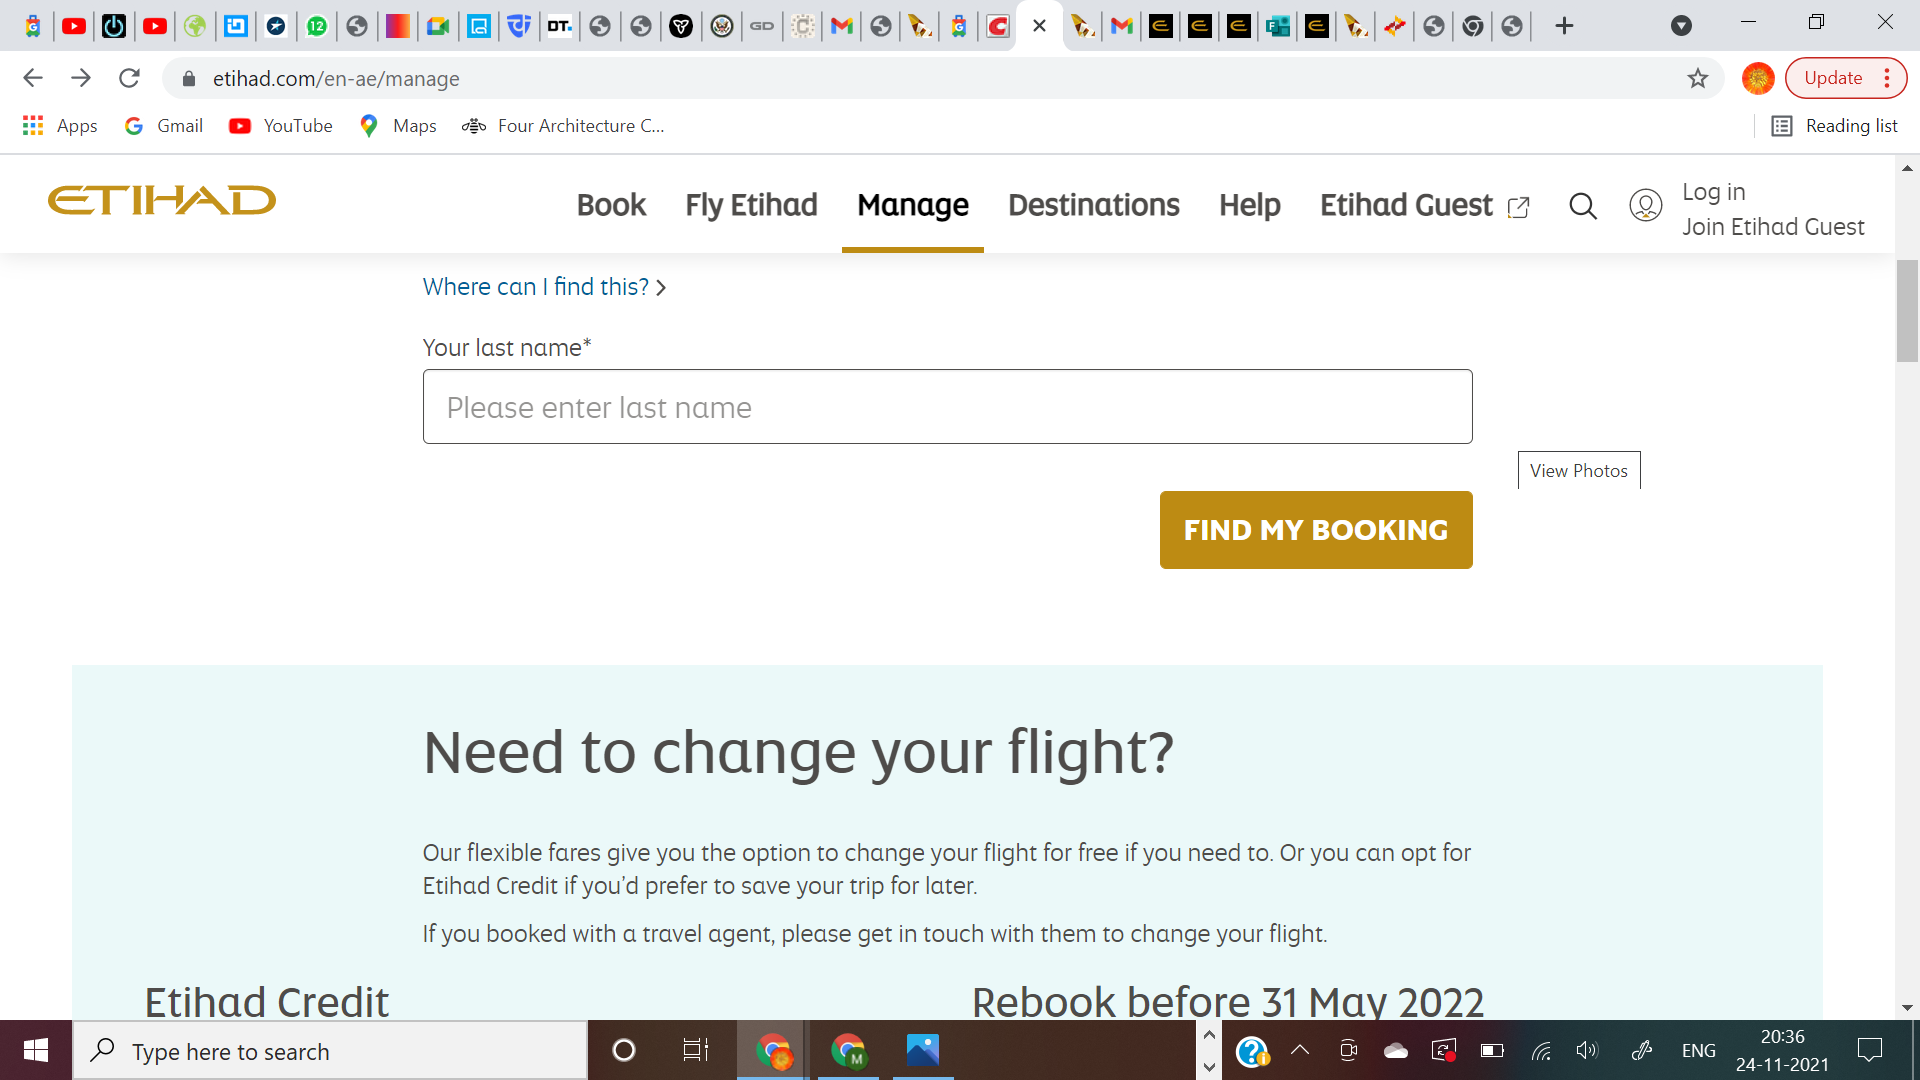 12
DT.
GD
etihad.com/en-ae/manage
Update
Apps
Gmail
YouTube
Maps
Four Architecture C...
Reading list
ETIHAD
Book
Fly Etihad
Manage
Destinations
Help
Etihad Guest
Log in
Join Etihad Guest
Where can I find this?
Your last name*
Please enter last name
View Photos
FIND MY BOOKING
Need to change your flight?
Our flexible fares give you the option to change your flight for free if you need to. Or you can opt for
Etihad Credit if you’d prefer to save your trip for later.
If you booked with a travel agent, please get in touch with them to change your flight.
Etihad Credit
Rebook before 31 May 2022
Type here to search
M
ENG
20:36
24-11-2021